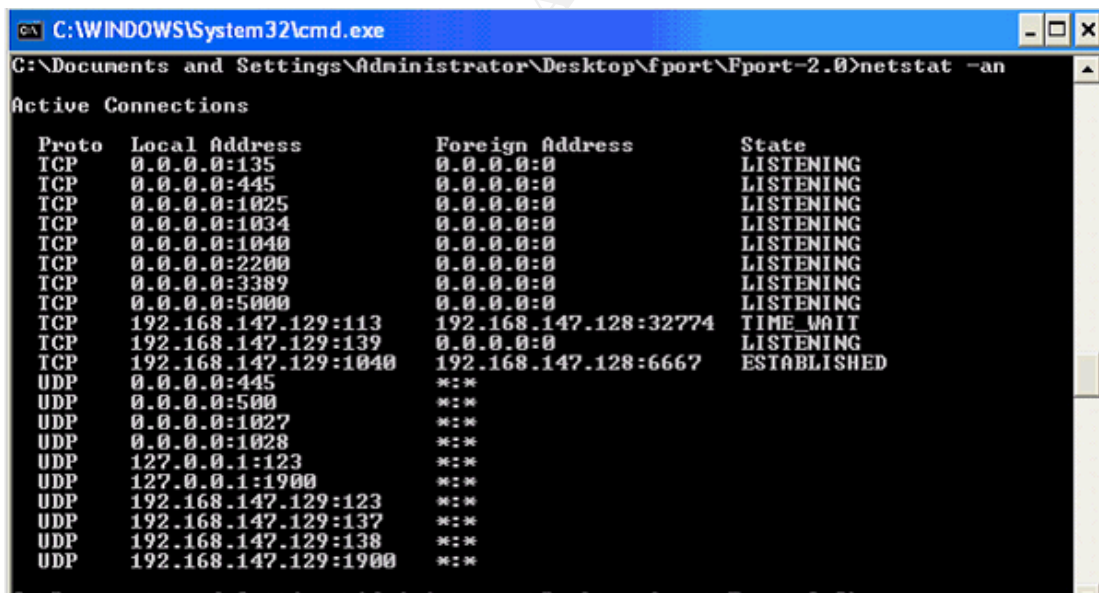 C:\WINDOWS\System32\cmd.exe
C:\Documents and Settings\Administrator\Desktop\fport\Fport-2.0>netstat -an
Active Connections
Proto Local Address Foreign Address State
TCP 0.0.0.0:135 0.0.0.0:0 LISTENING
TCP 0.0.0.0:445 0.0.0.0:0 LISTENING
TCP 0.0.0.0:1025 0.0.0.0:0 LISTENING
TCP 0.0.0.0:1034 0.0.0.0:0 LISTENING
TCP 0.0.0.0:1040 0.0.0.0:0 LISTENING
TCP 0.0.0.0:2200 0.0.0.0:0 LISTENING
TCP 0.0.0.0:3389 0.0.0.0:0 LISTENING
TCP 0.0.0.0:5000 0.0.0.0:0 LISTENING
TCP 192.168.147.129:113 192.168.147.128:32774 TIME_WAIT
TCP 192.168.147.129:139 0.0.0.0:0 LISTENING
TCP 192.168.147.129:1040 192.168.147.128:6667 ESTABLISHED
UDP 0.0.0.0:445 *:*
UDP 0.0.0.0:500 *:*
UDP 0.0.0.0:1027 *:*
UDP 0.0.0.0:1028 *:*
UDP 127.0.0.1:123 *:*
UDP 127.0.0.1:1900 *:*
UDP 192.168.147.129:123 *:*
UDP 192.168.147.129:137 *:*
UDP 192.168.147.129:138 *:*
UDP 192.168.147.129:1900 *:*